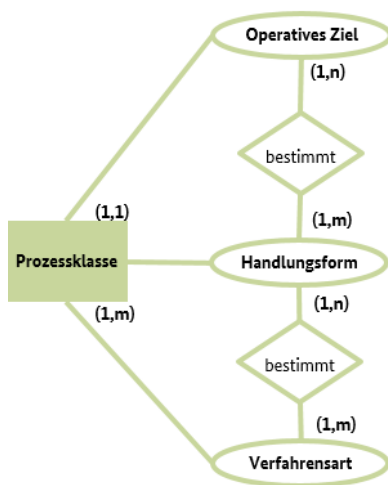 Operatives Ziel
(1,n)
bestimmt
(1,1)
(1,m)
Prozessklasse
Handlungsform
(1,m)
(1,n)
bestimmt
(1,m)
Verfahrensart